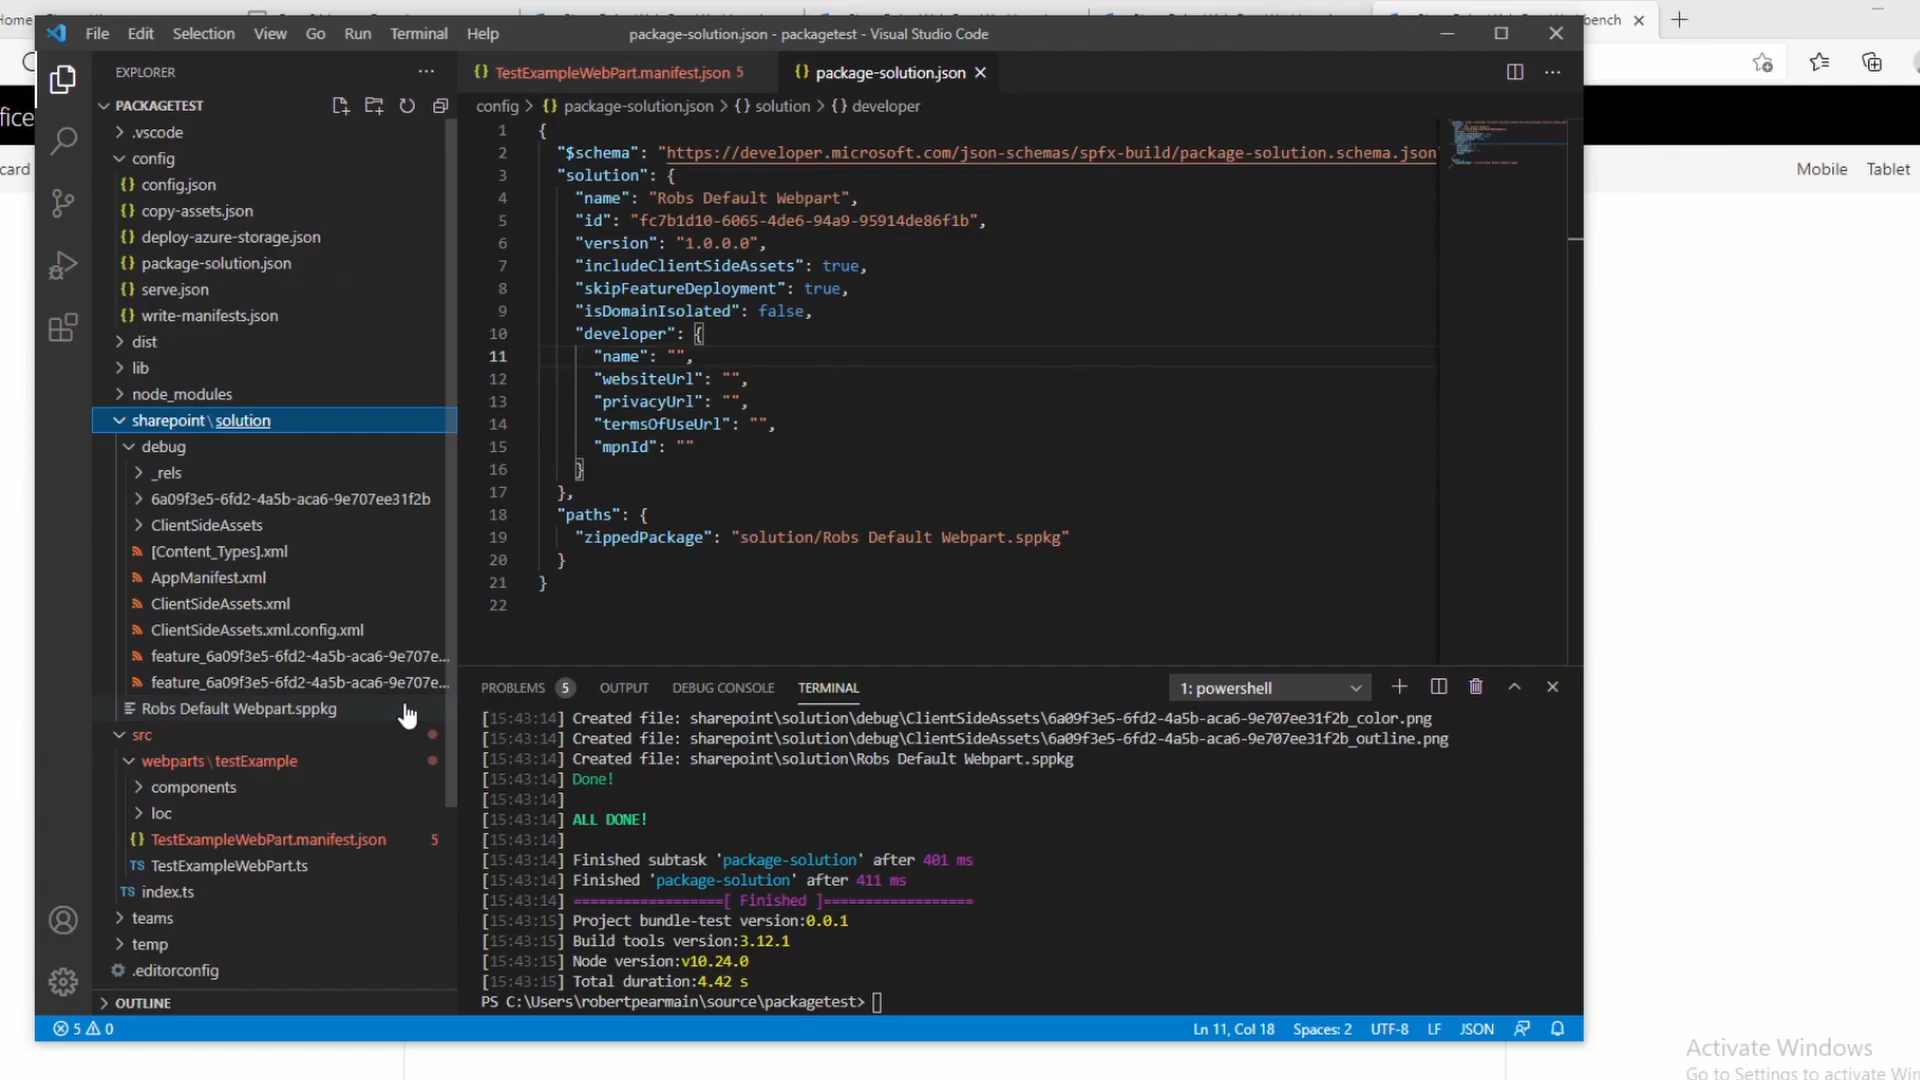 File Edit Selection View Go Run Terminal Help
package-solution.json - packagetest - Visual Studio Code
bench
fice
card
Mobile Tablet
EXPLORER
PACKAGETEST
.vscode
config
config.json
copy-assets.json
deploy-azure-storage.json
package-solution.json
serve.json
write-manifests.json
dist
lib
node_modules
sharepoint\solution
debug
_rels
6a09f3e5-6fd2-4a5b-aca6-9e707ee31f2b
ClientSideAssets
[Content_Types].xml
AppManifest.xml
ClientSideAssets.xml
ClientSideAssets.xml.config.xml
feature_6a09f3e5-6fd2-4a5b-aca6-9e707e...
feature_6a09f3e5-6fd2-4a5b-aca6-9e707e...
Robs Default Webpart.sppkg
src
webparts\testExample
components
loc
TestExampleWebPart.manifest.json 5
TestExampleWebPart.ts
index.ts
teams
temp
.editorconfig
OUTLINE
TestExampleWebPart.manifest.json 5
package-solution.json
config > {} package-solution.json > {} solution > {} developer
1 {
2 "$schema": "https://developer.microsoft.com/json-schemas/spfx-build/package-solution.schema.json"
3 "solution": {
4 "name": "Robs Default Webpart",
5 "id": "fc7b1d10-6065-4de6-94a9-95914de86f1b",
6 "version": "1.0.0.0",
7 "includeClientSideAssets": true,
8 "skipFeatureDeployment": true,
9 "isDomainIsolated": false,
10 "developer": {
11 "name": "",
12 "websiteUrl": "",
13 "privacyUrl": "",
14 "termsOfUseUrl": "",
15 "mpnId": ""
16 }
17 },
18 "paths": {
19 "zippedPackage": "solution/Robs Default Webpart.sppkg"
20 }
21 }
22
PROBLEMS 5 OUTPUT DEBUG CONSOLE TERMINAL
1: powershell
[15:43:14] Created file: sharepoint\solution\debug\ClientSideAssets\6a09f3e5-6fd2-4a5b-aca6-9e707ee31f2b_color.png
[15:43:14] Created file: sharepoint\solution\debug\ClientSideAssets\6a09f3e5-6fd2-4a5b-aca6-9e707ee31f2b_outline.png
[15:43:14] Created file: sharepoint\solution\Robs Default Webpart.sppkg
[15:43:14] Done!
[15:43:14]
[15:43:14] ALL DONE!
[15:43:14]
[15:43:14] Finished subtask 'package-solution' after 401 ms
[15:43:14] Finished 'package-solution' after 411 ms
[15:43:14] ==================[ Finished ]==================
[15:43:15] Project bundle-test version:0.0.1
[15:43:15] Build tools version:3.12.1
[15:43:15] Node version:v10.24.0
[15:43:15] Total duration:4.42 s
PS C:\Users\robertpearmain\source\packagetest>
5 0
Ln 11, Col 18 Spaces: 2 UTF-8 LF JSON
Activate Windows
Go to Settings to activate Win